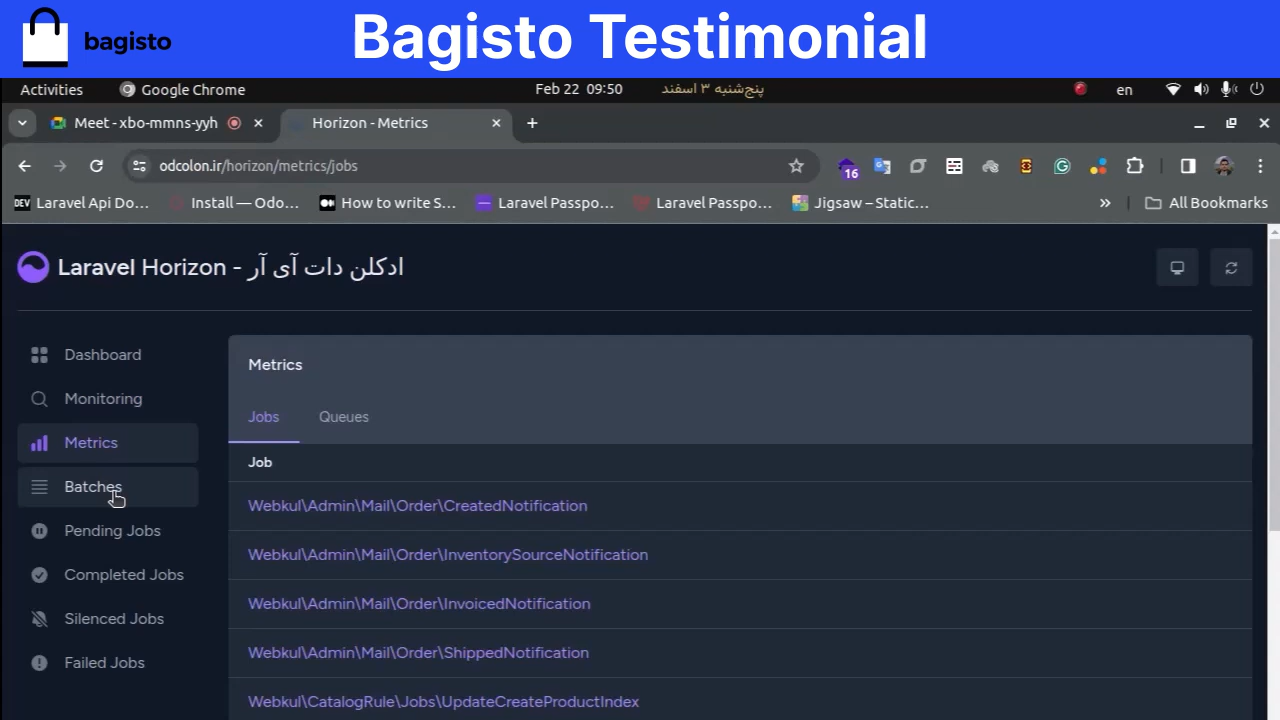 bagisto
Bagisto Testimonial
Activities
Google Chrome
Feb 22 09:50
پنج‌شنبه ۳ اسفند
en
Meet - xbo-mmns-yyh
Horizon - Metrics
odcolon.ir/horizon/metrics/jobs
16
DEV Laravel Api Do...
Install — Odo...
How to write S...
Laravel Passpo...
Laravel Passpo...
Jigsaw – Static...
All Bookmarks
Laravel Horizon - ادکلن دات آی آر
Dashboard
Monitoring
Metrics
Batches
Pending Jobs
Completed Jobs
Silenced Jobs
Failed Jobs
Metrics
Jobs
Queues
Job
Webkul\Admin\Mail\Order\CreatedNotification
Webkul\Admin\Mail\Order\InventorySourceNotification
Webkul\Admin\Mail\Order\InvoicedNotification
Webkul\Admin\Mail\Order\ShippedNotification
Webkul\CatalogRule\Jobs\UpdateCreateProductIndex